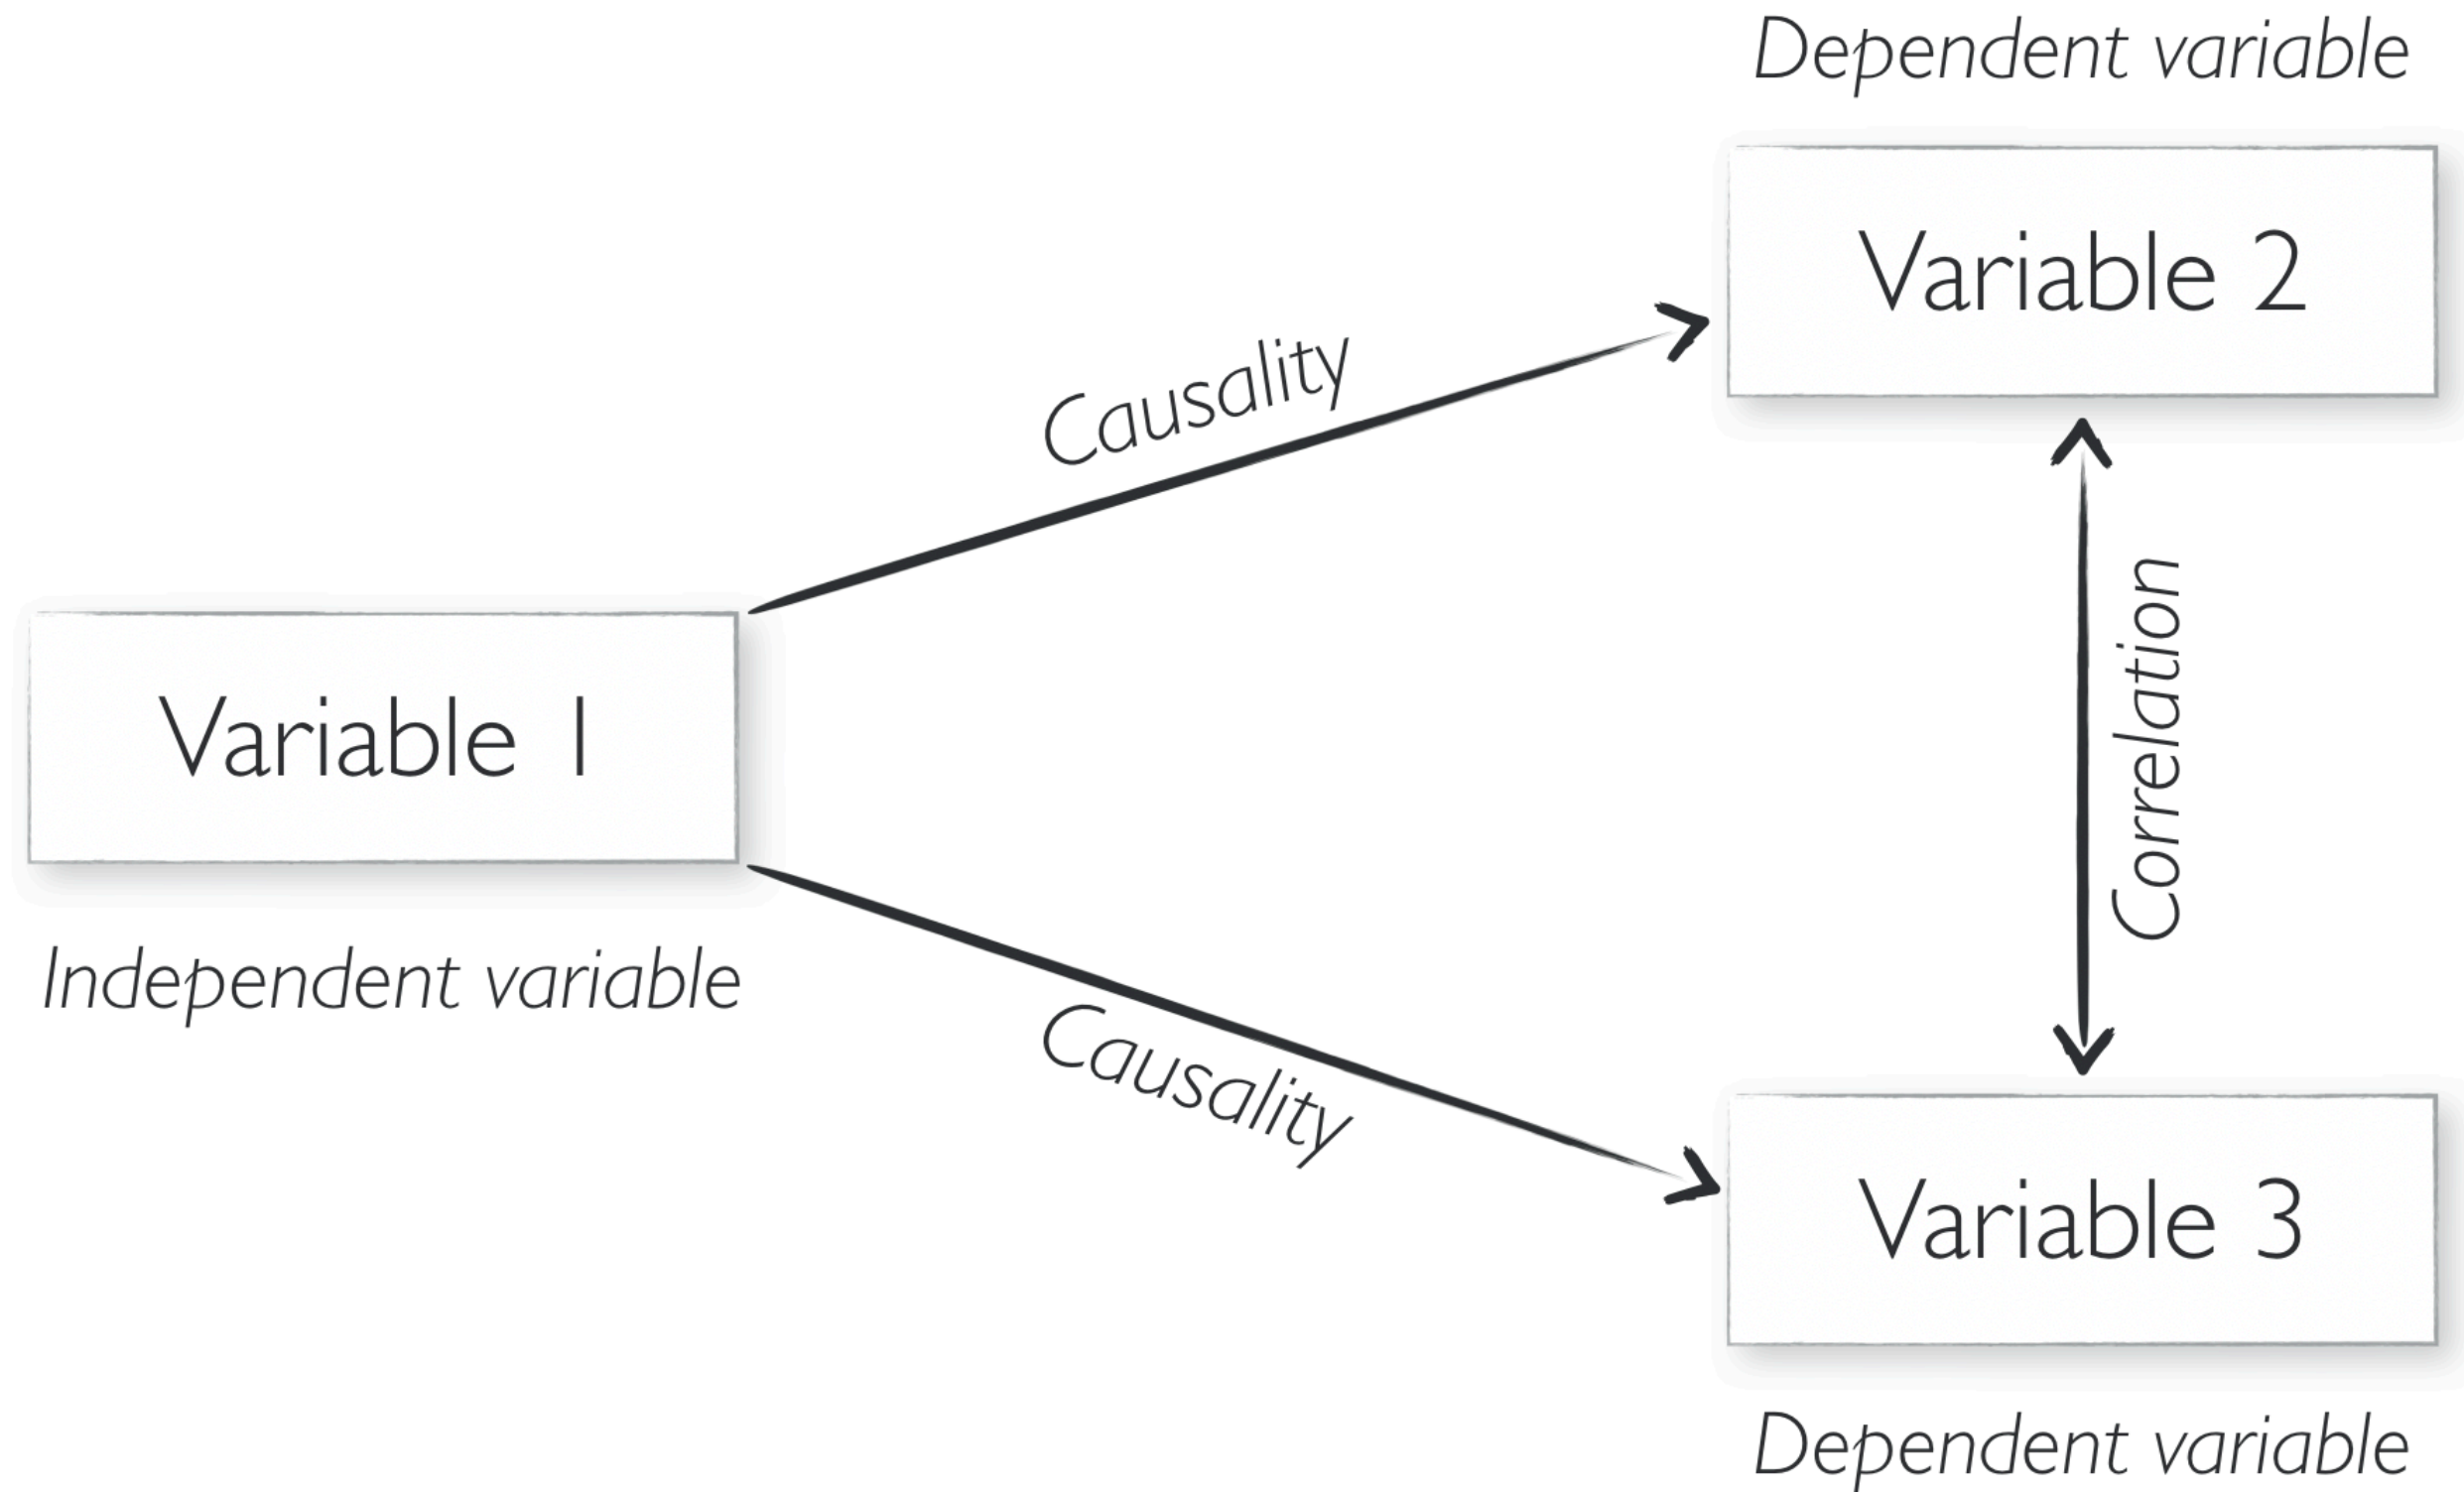 Dependent variable
Variable 2
Causality
Variable 1
Correlation
Independent variable
Causality
Variable 3
Dependent variable